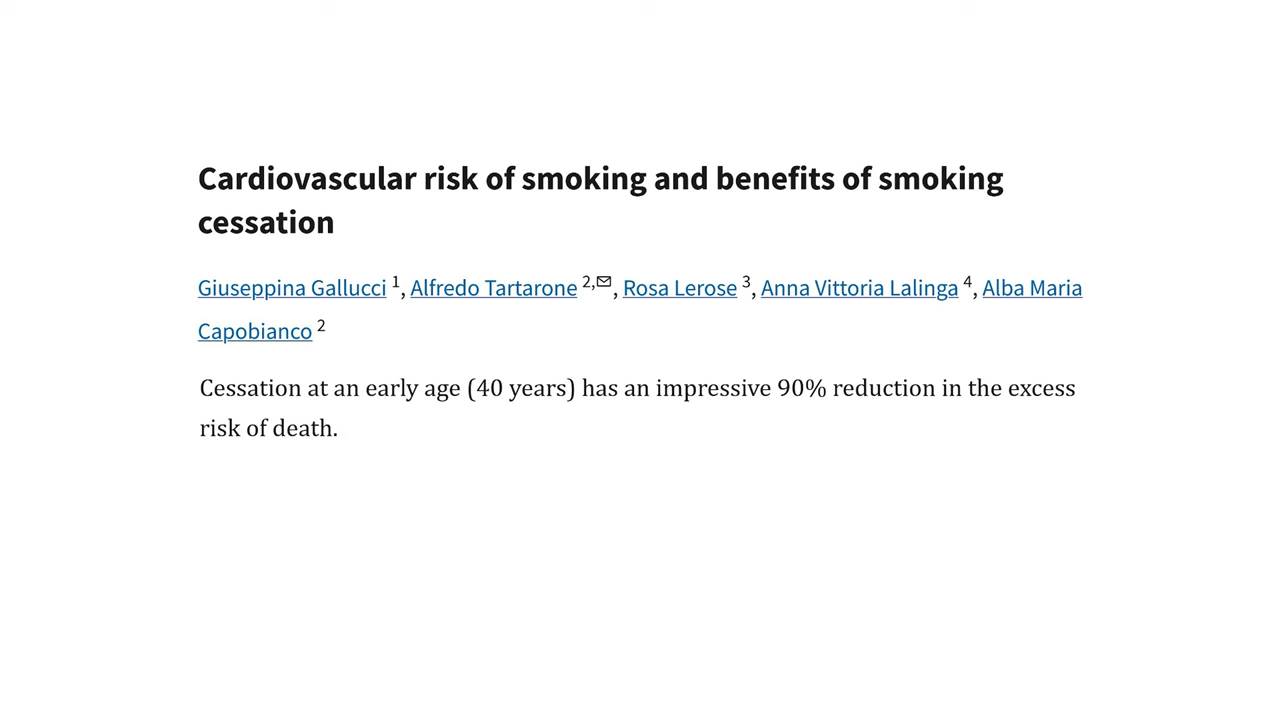 Cardiovascular risk of smoking and benefits of smoking
cessation
Giuseppina Gallucci 1, Alfredo Tartarone 2,✉, Rosa Lerose 3, Anna Vittoria Lalinga 4, Alba Maria
Capobianco 2
Cessation at an early age (40 years) has an impressive 90% reduction in the excess
risk of death.